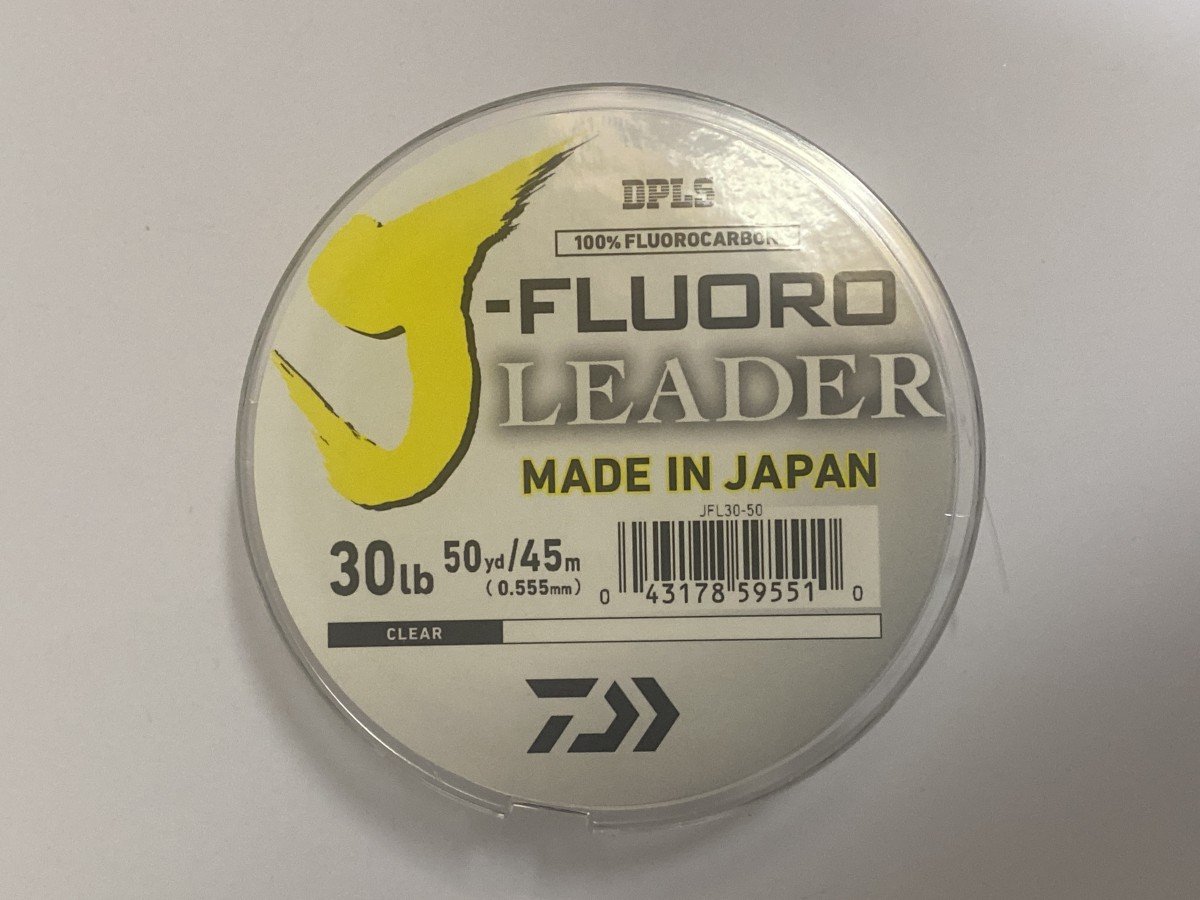 DPLS
100% FLUOROCARBON
J-FLUORO
LEADER
MADE IN JAPAN
JFL30-50
30lb 50yd/45m
(0.555mm)
0 43178 59551 0
CLEAR